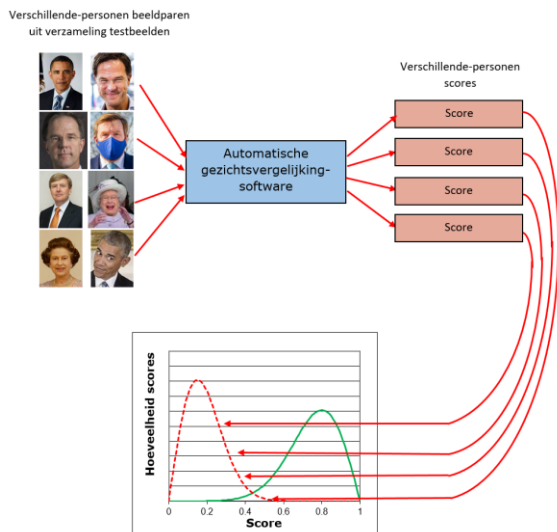 Verschillende-personen beeldparen
uit verzameling testbeelden
Verschillende-personen
scores
Automatische
gezichtsvergelijking-
software
Score
Score
Score
Score
Hoeveelheid scores
0
0.2
0.4
0.6
0.8
1
Score